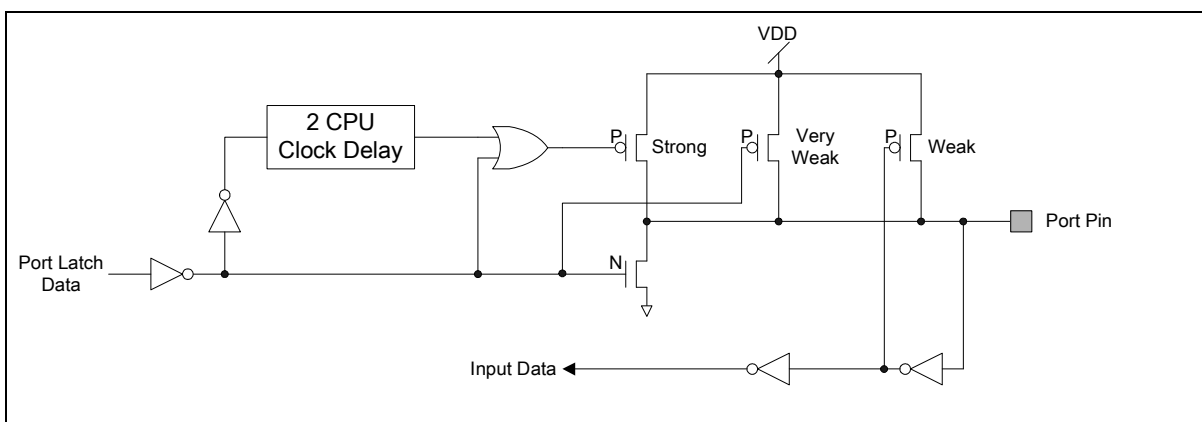 VDD
2 CPU
Clock Delay
P
Strong
P
Very
Weak
P
Weak
Port Pin
Port Latch
Data
N
Input Data